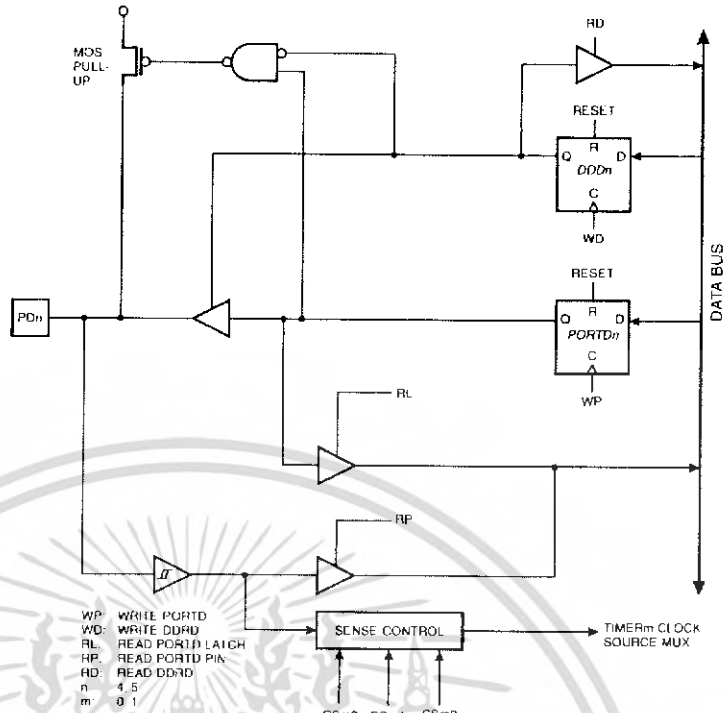 MOS
PULL-
UP
RD
RESET
R
Q DDDn D
C
WD
RESET
R
Q PORTDn D
C
WP
DATA BUS
PDn
RL
RP
WP: WRITE PORTD
WD: WRITE DDRD
RL: READ PORTD LATCH
RP: READ PORTD PIN
RD: READ DDRD
n 4, 5
m: 0 1
SENSE CONTROL
TIMERm CLOCK
SOURCE MUX